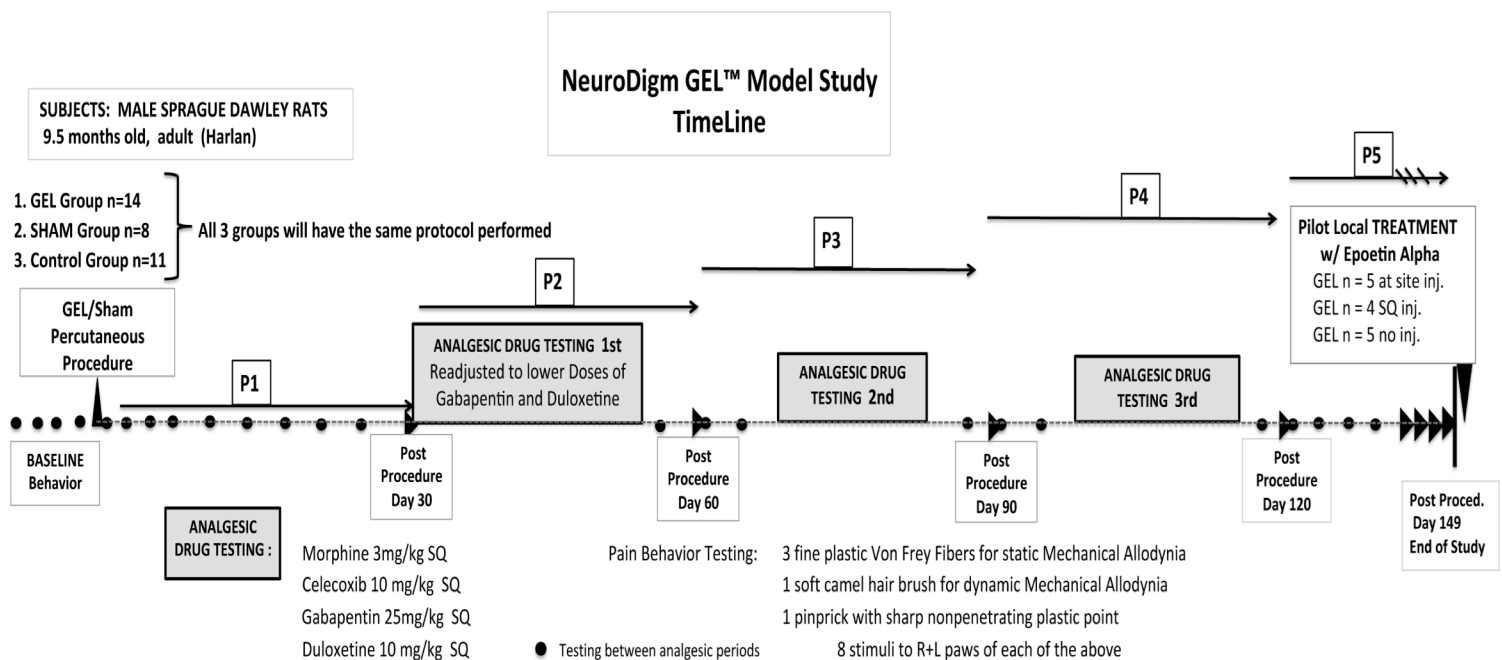 NeuroDigm GEL™ Model Study
TimeLine
SUBJECTS: MALE SPRAGUE DAWLEY RATS
9.5 months old, adult (Harlan)
1. GEL Group n=14
2. SHAM Group n=8
3. Control Group n=11
All 3 groups will have the same protocol performed
GEL/Sham
Percutaneous
Procedure
P1
P2
P3
P4
P5
ANALGESIC DRUG TESTING 1st
Readjusted to lower Doses of
Gabapentin and Duloxetine
ANALGESIC DRUG
TESTING 2nd
ANALGESIC DRUG
TESTING 3rd
Pilot Local TREATMENT
w/ Epoetin Alpha
GEL n = 5 at site inj.
GEL n = 4 SQ inj.
GEL n = 5 no inj.
BASELINE
Behavior
Post
Procedure
Day 30
Post
Procedure
Day 60
Post
Procedure
Day 90
Post
Procedure
Day 120
Post Proced.
Day 149
End of Study
ANALGESIC
DRUG TESTING :
Morphine 3mg/kg SQ
Celecoxib 10 mg/kg SQ
Gabapentin 25mg/kg SQ
Duloxetine 10 mg/kg SQ
Pain Behavior Testing:
3 fine plastic Von Frey Fibers for static Mechanical Allodynia
1 soft camel hair brush for dynamic Mechanical Allodynia
1 pinprick with sharp nonpenetrating plastic point
8 stimuli to R+L paws of each of the above
Testing between analgesic periods